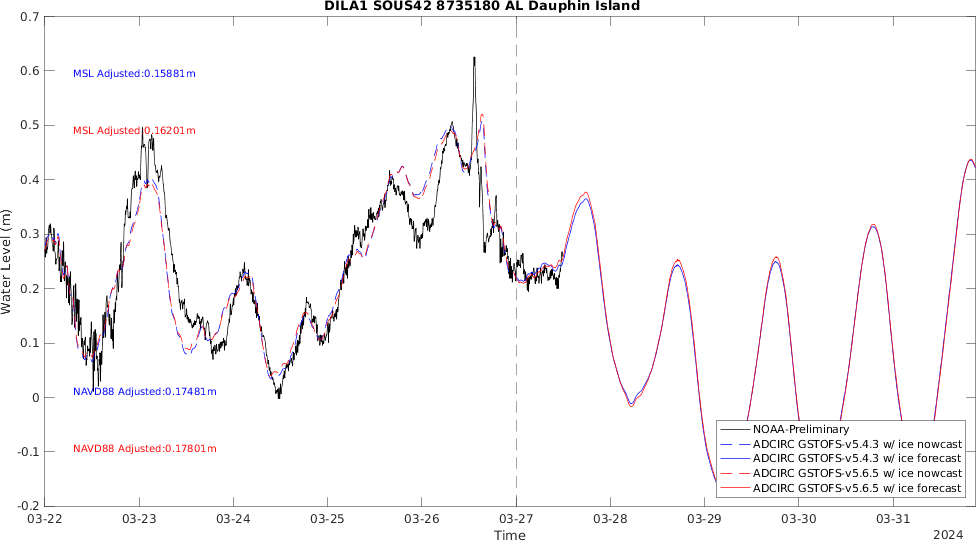 DILA1 SOUS42 8735180 AL Dauphin Island
0.7
0.6
0.5
0.4
0.3
0.2
0.1
0
-0.1
-0.2
Water Level (m)
MSL Adjusted:0.15881m
MSL Adjusted:0.16201m
NAVD88 Adjusted:0.17481m
NAVD88 Adjusted:0.17801m
NOAA-Preliminary
ADCIRC GSTOFS-v5.4.3 w/ ice nowcast
ADCIRC GSTOFS-v5.4.3 w/ ice forecast
ADCIRC GSTOFS-v5.6.5 w/ ice nowcast
ADCIRC GSTOFS-v5.6.5 w/ ice forecast
03-22 03-23 03-24 03-25 03-26 03-27 03-28 03-29 03-30 03-31
Time
2024